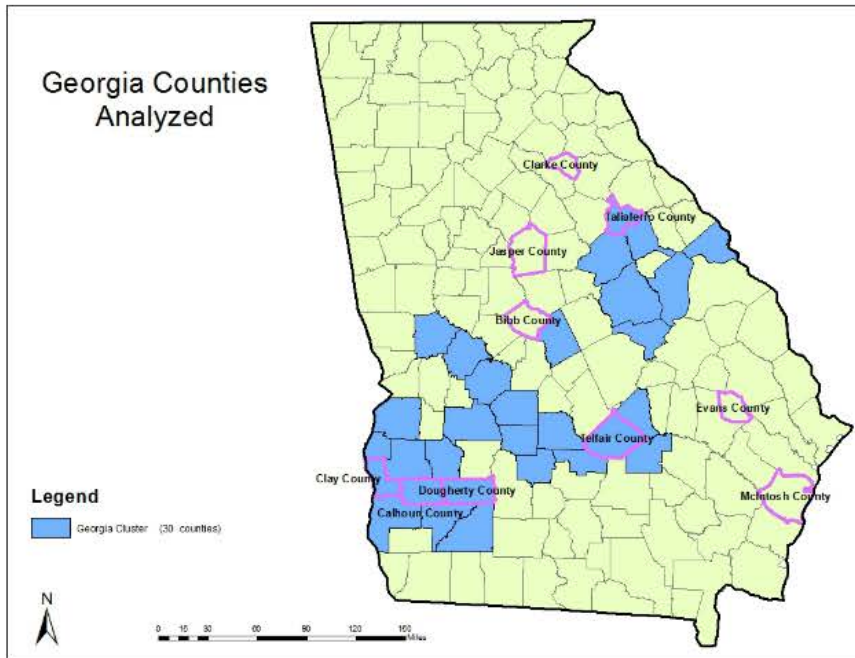 Georgia Counties
Analyzed
Clarke County
Taliaferro County
Jasper County
Bibb County
Evans County
Telfair County
Clay County
Dougherty County
McIntosh County
Calhoun County
Legend
Georgia Cluster (30 counties)
N
0 15 30 60 90 120 150
Miles